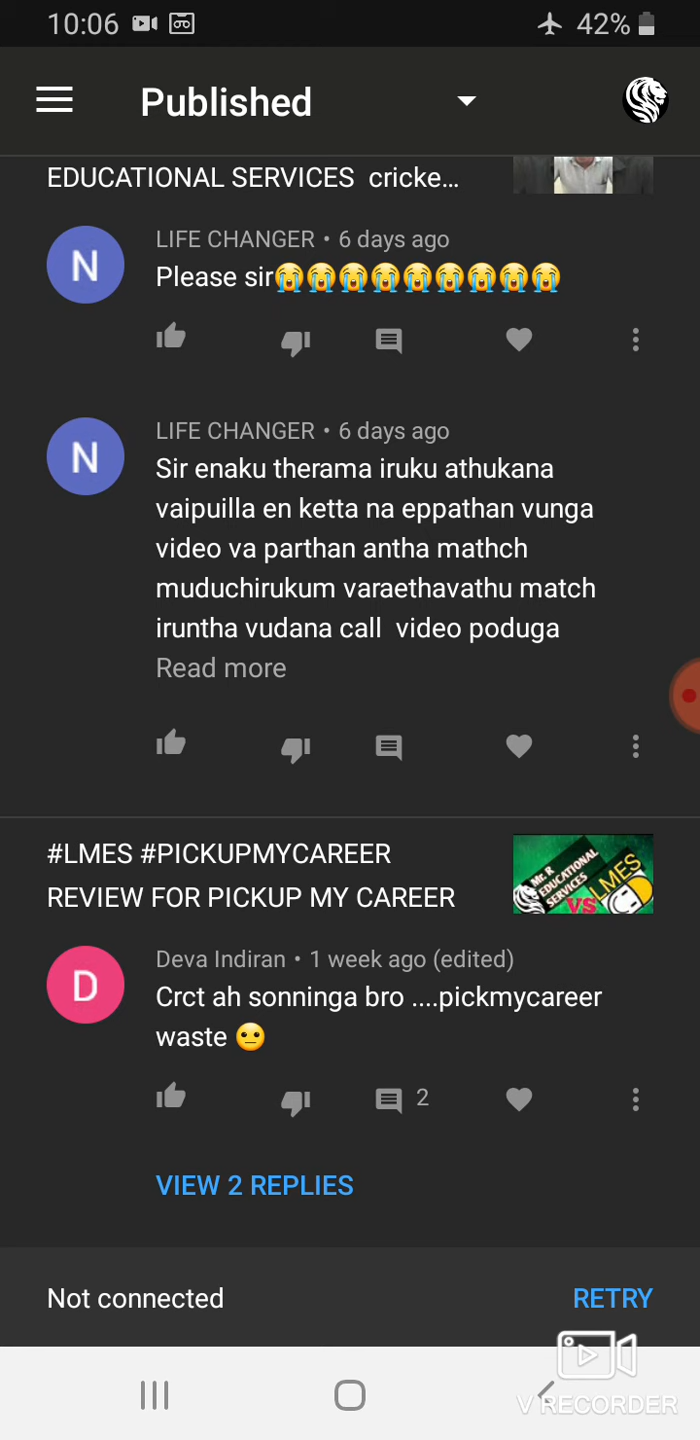 10:06 42%
Published
EDUCATIONAL SERVICES cricke...
N
LIFE CHANGER • 6 days ago
Please sir😭😭😭😭😭😭😭😭😭
N
LIFE CHANGER • 6 days ago
Sir enaku therama iruku athukana
vaipuilla en ketta na eppathan vunga
video va parthan antha mathch
muduchirukum varaethavathu match
iruntha vudana call video poduga
Read more
#LMES #PICKUPMYCAREER
REVIEW FOR PICKUP MY CAREER
Mr.R
EDUCATIONAL
SERVICES
VS
LMES
D
Deva Indiran • 1 week ago (edited)
Crct ah sonninga bro ....pickmycareer
waste 😐
2
VIEW 2 REPLIES
Not connected RETRY
V RECORDER